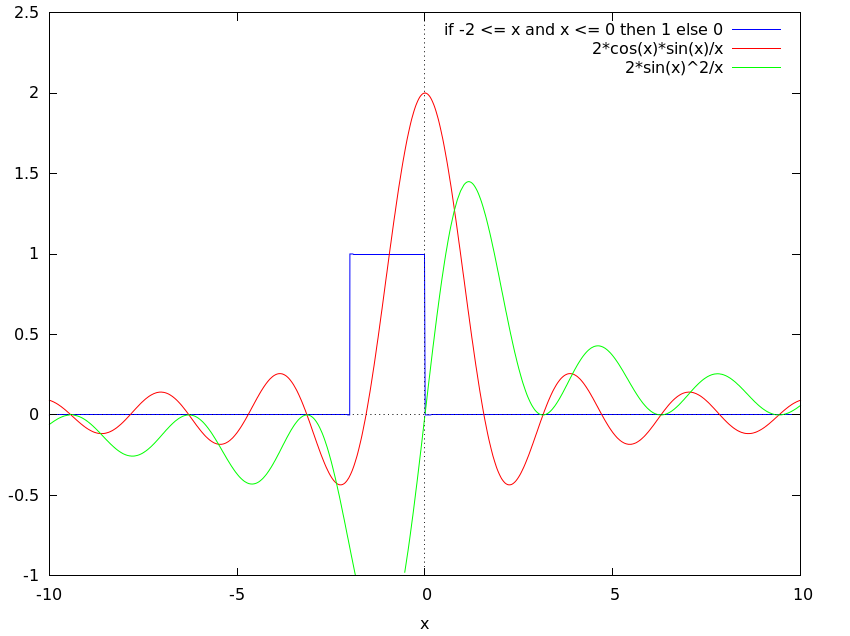 2.5
if -2 <= x and x <= 0 then 1 else 0
2*cos(x)*sin(x)/x
2*sin(x)^2/x
2
1.5
1
0.5
0
-0.5
-1
-10 -5 0 5 10
x